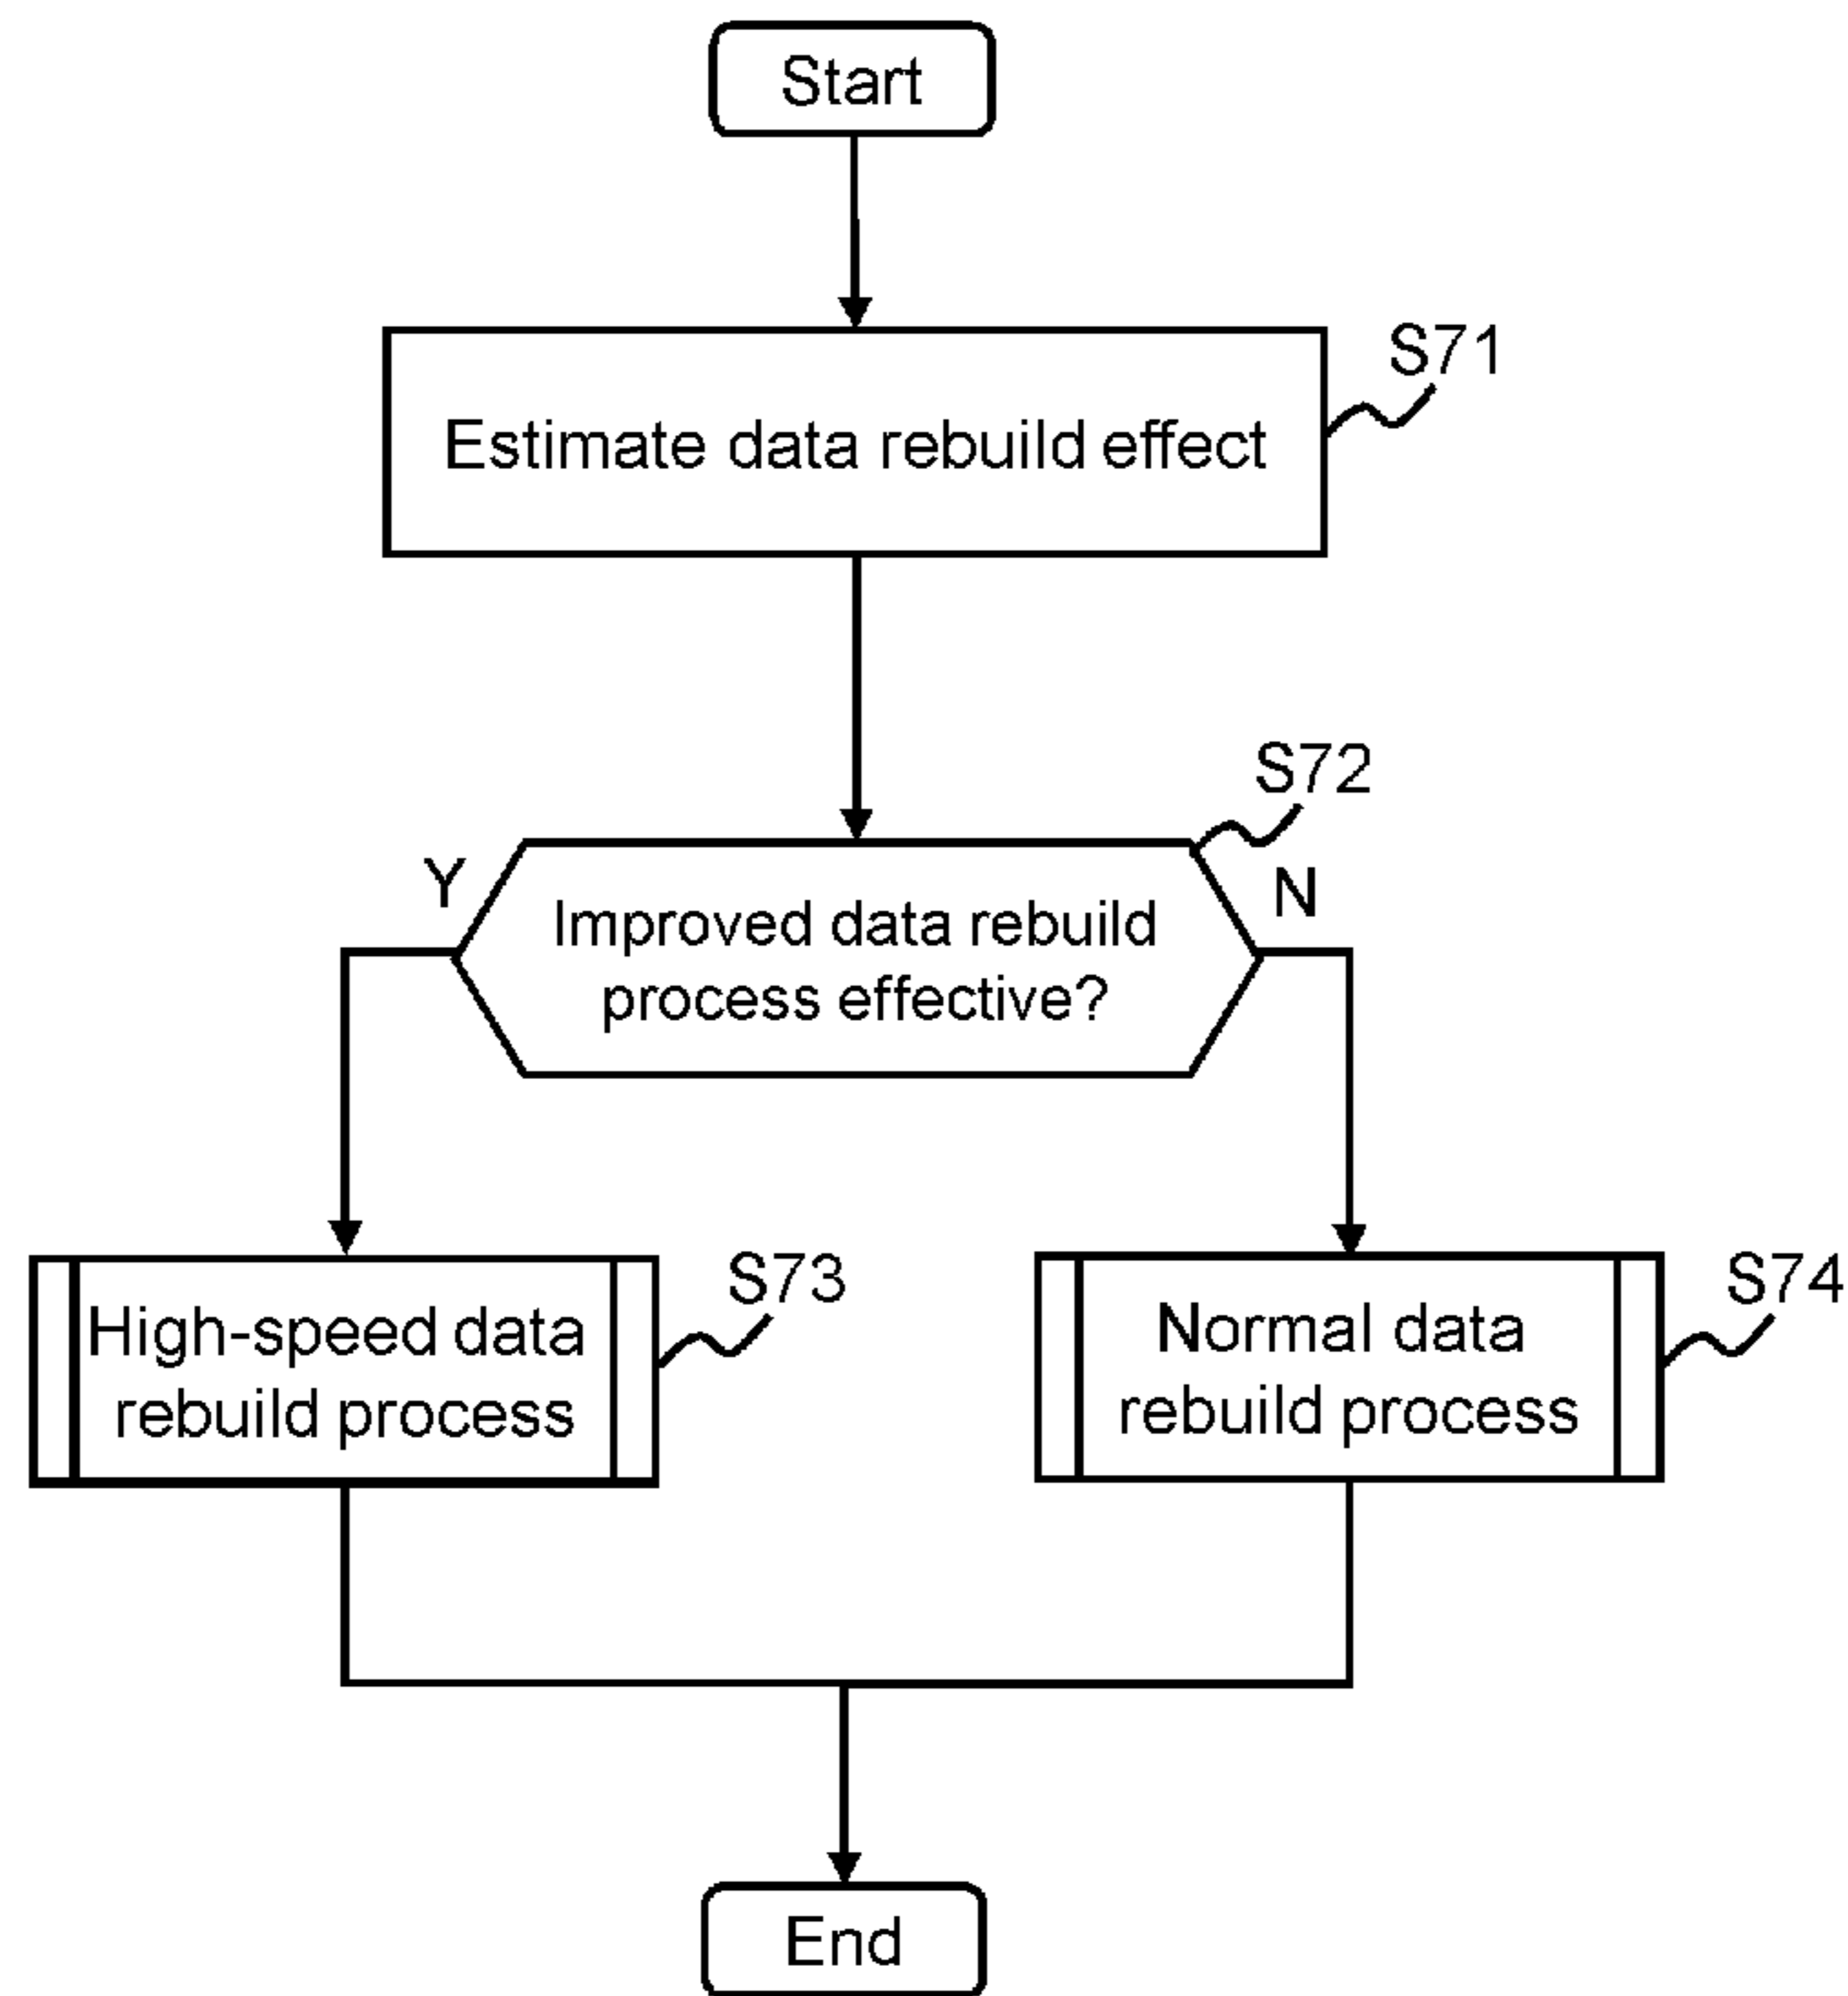 Start
S71
Estimate data rebuild effect
S72
Y
N
Improved data rebuild
process effective?
S73
High-speed data
rebuild process
S74
Normal data
rebuild process
End